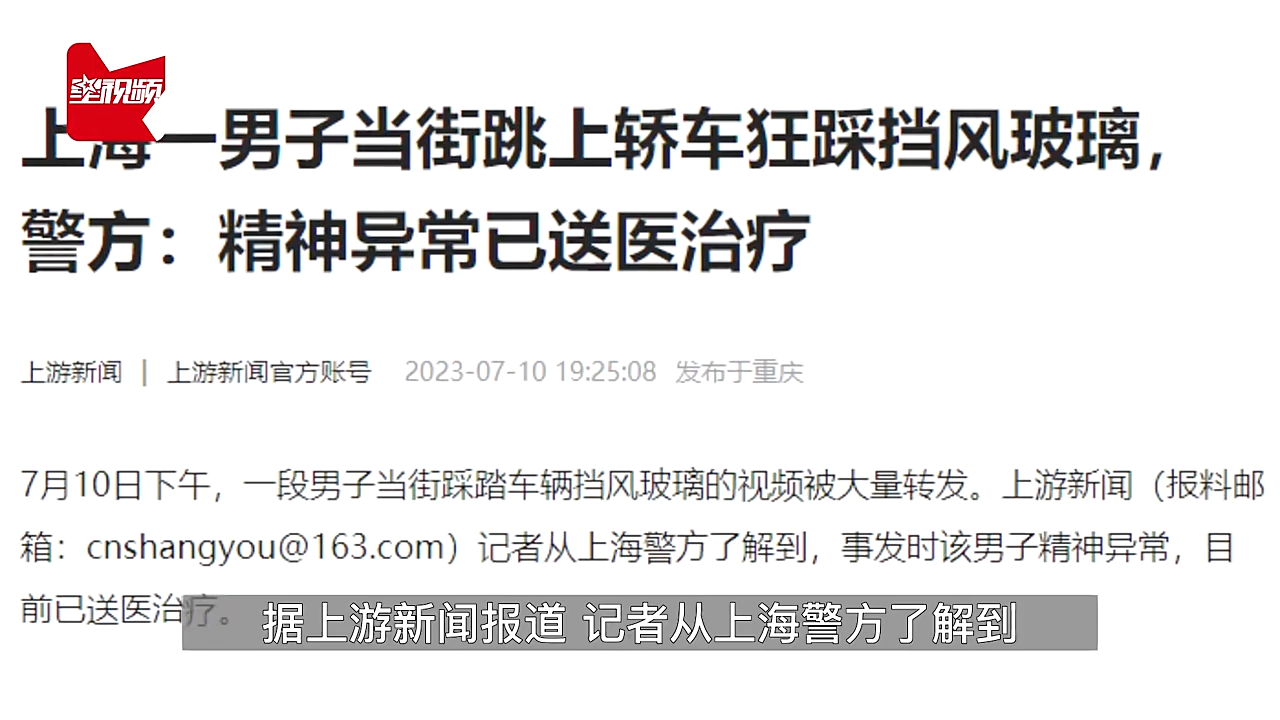 星视频
上海一男子当街跳上轿车狂踩挡风玻璃，
警方：精神异常已送医治疗
上游新闻 | 上游新闻官方账号 2023-07-10 19:25:08 发布于重庆
7月10日下午，一段男子当街踩踏车辆挡风玻璃的视频被大量转发。上游新闻（报料邮
箱：cnshangyou@163.com）记者从上海警方了解到，事发时该男子精神异常，目
前已送医治疗。
据上游新闻报道 记者从上海警方了解到